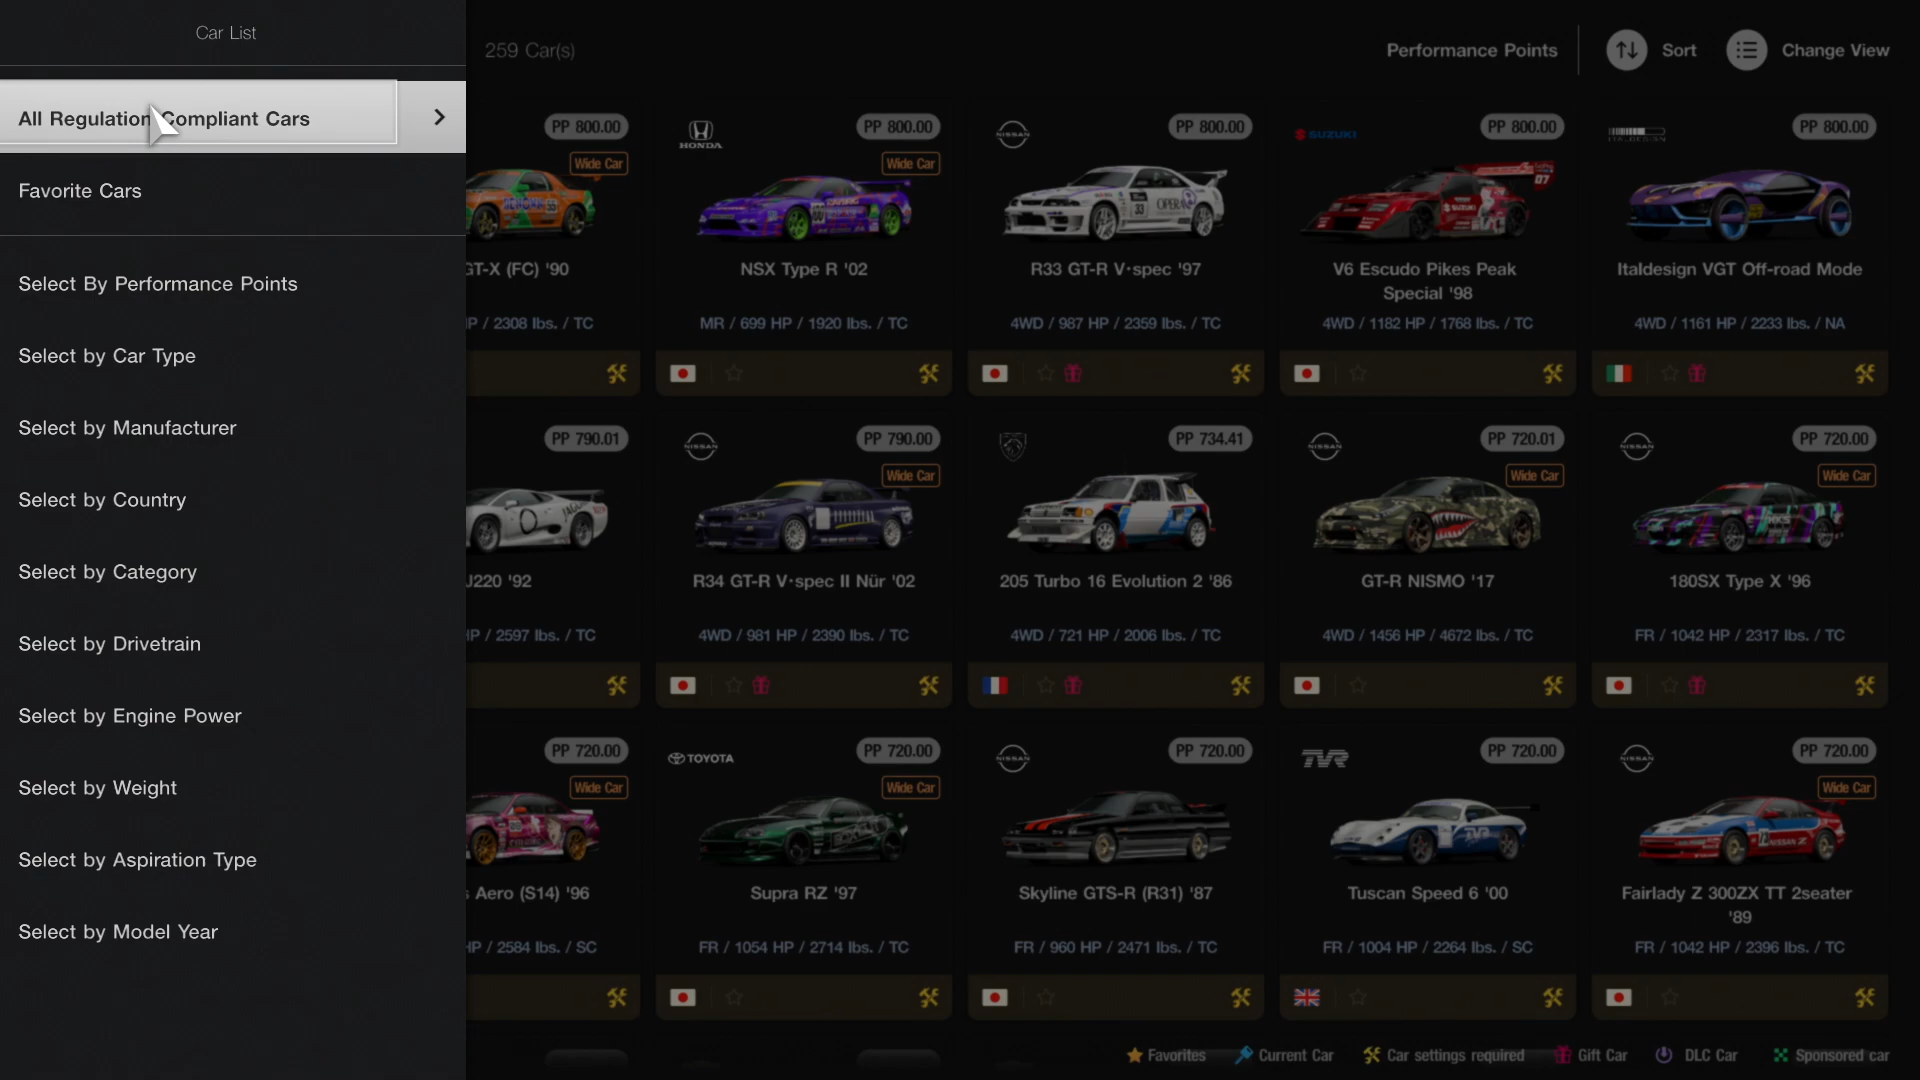 Car List
259 Car(s)
Performance Points
Sort
Change View
All Regulation Compliant Cars
Favorite Cars
Select By Performance Points
Select by Car Type
Select by Manufacturer
Select by Country
Select by Category
Select by Drivetrain
Select by Engine Power
Select by Weight
Select by Aspiration Type
Select by Model Year
PP 800.00
Wide Car
GT-X (FC) '90
P / 2308 lbs. / TC
HONDA
PP 800.00
Wide Car
NSX Type R '02
MR / 699 HP / 1920 lbs. / TC
NISSAN
PP 800.00
R33 GT-R V·spec '97
4WD / 987 HP / 2359 lbs. / TC
SUZUKI
PP 800.00
V6 Escudo Pikes Peak
Special '98
4WD / 1182 HP / 1768 lbs. / TC
ITALDESIGN
PP 800.00
Italdesign VGT Off-road Mode
4WD / 1161 HP / 2233 lbs. / NA
PP 790.01
J220 '92
HP / 2597 lbs. / TC
NISSAN
PP 790.00
Wide Car
R34 GT-R V·spec II Nür '02
4WD / 981 HP / 2390 lbs. / TC
PP 734.41
205 Turbo 16 Evolution 2 '86
4WD / 721 HP / 2006 lbs. / TC
NISSAN
PP 720.01
Wide Car
GT-R NISMO '17
4WD / 1456 HP / 4672 lbs. / TC
NISSAN
PP 720.00
Wide Car
180SX Type X '96
FR / 1042 HP / 2317 lbs. / TC
PP 720.00
Wide Car
s Aero (S14) '96
HP / 2584 lbs. / SC
TOYOTA
PP 720.00
Wide Car
Supra RZ '97
FR / 1054 HP / 2714 lbs. / TC
NISSAN
PP 720.00
Skyline GTS-R (R31) '87
FR / 960 HP / 2471 lbs. / TC
TVR
PP 720.00
Tuscan Speed 6 '00
FR / 1004 HP / 2264 lbs. / SC
NISSAN
PP 720.00
Wide Car
Fairlady Z 300ZX TT 2seater
'89
FR / 1042 HP / 2396 lbs. / TC
Favorites
Current Car
Car settings required
Gift Car
DLC Car
Sponsored car